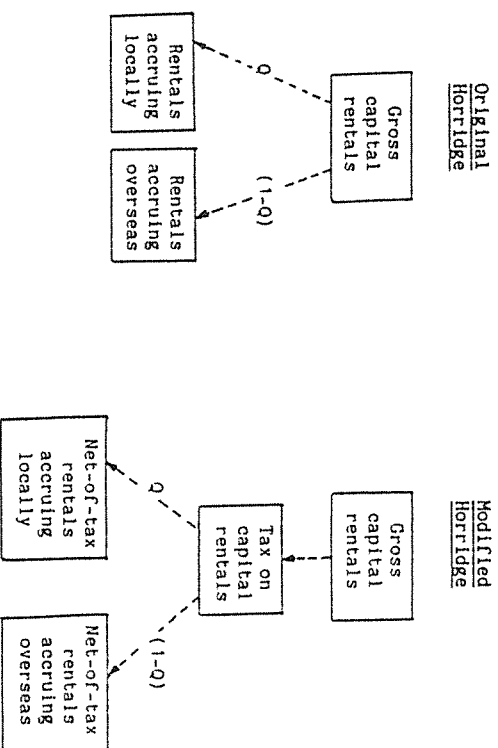 Original
Horridge
Gross
capital
rentals
Q
(1-Q)
Rentals
accruing
locally
Rentals
accruing
overseas
Modified
Horridge
Gross
capital
rentals
Tax on
capital
rentals
Q
(1-Q)
Net-of-tax
rentals
accruing
locally
Net-of-tax
rentals
accruing
overseas